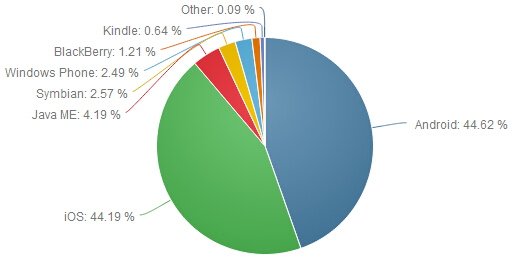 Other: 0.09 %
Kindle: 0.64 %
BlackBerry: 1.21 %
Windows Phone: 2.49 %
Symbian: 2.57 %
Java ME: 4.19 %
Android: 44.62 %
iOS: 44.19 %